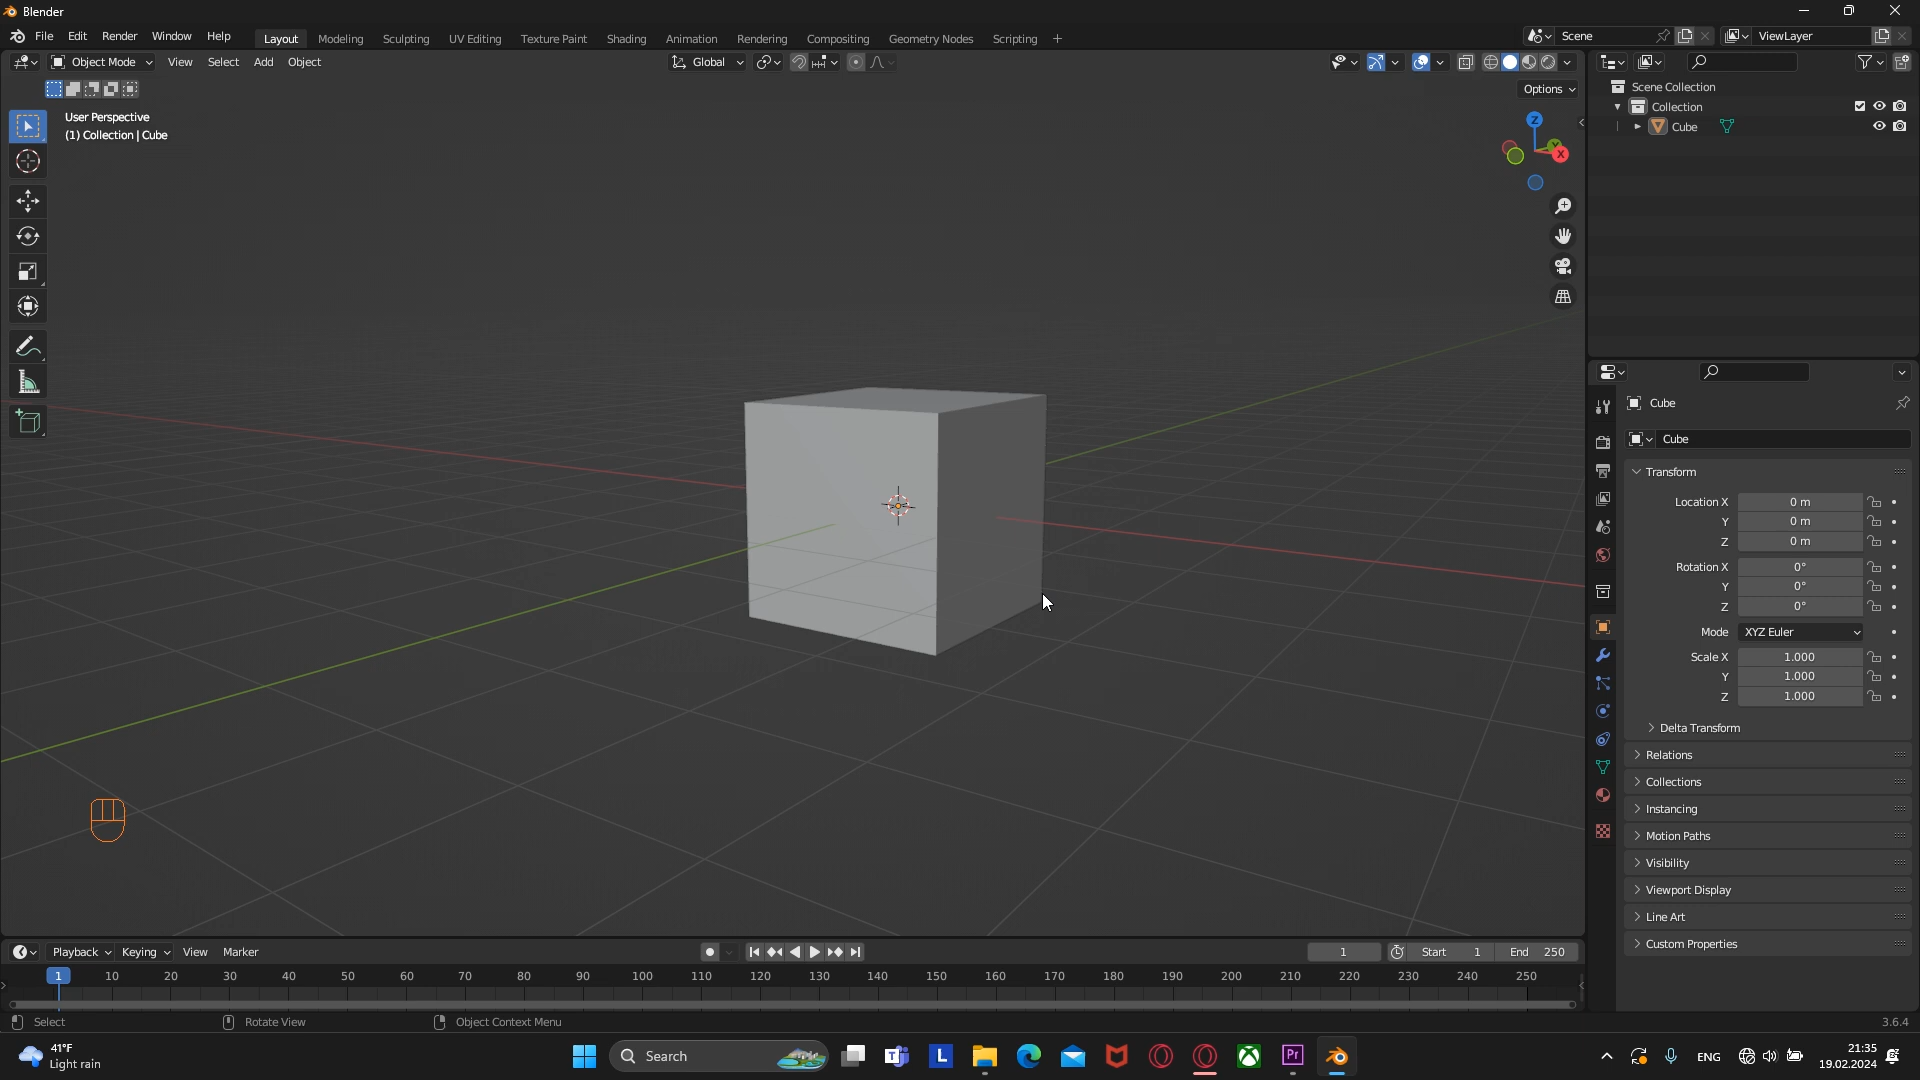 Blender
File Edit Render Window Help Layout Modeling Sculpting UV Editing Texture Paint Shading Animation Rendering Compositing Geometry Nodes Scripting + Scene ViewLayer
Object Mode View Select Add Object Global
Options
User Perspective
(1) Collection | Cube
Z
Y
X
Scene Collection
Collection
Cube
Cube
Cube
Transform
Location X 0 m
Y 0 m
Z 0 m
Rotation X 0°
Y 0°
Z 0°
Mode XYZ Euler
Scale X 1.000
Y 1.000
Z 1.000
Delta Transform
Relations
Collections
Instancing
Motion Paths
Visibility
Viewport Display
Line Art
Custom Properties
Playback Keying View Marker 1 Start 1 End 250
1 10 20 30 40 50 60 70 80 90 100 110 120 130 140 150 160 170 180 190 200 210 220 230 240 250
Select Rotate View Object Context Menu 3.6.4
41°F
Light rain
Search
L
Pr
ENG
21:35
19.02.2024